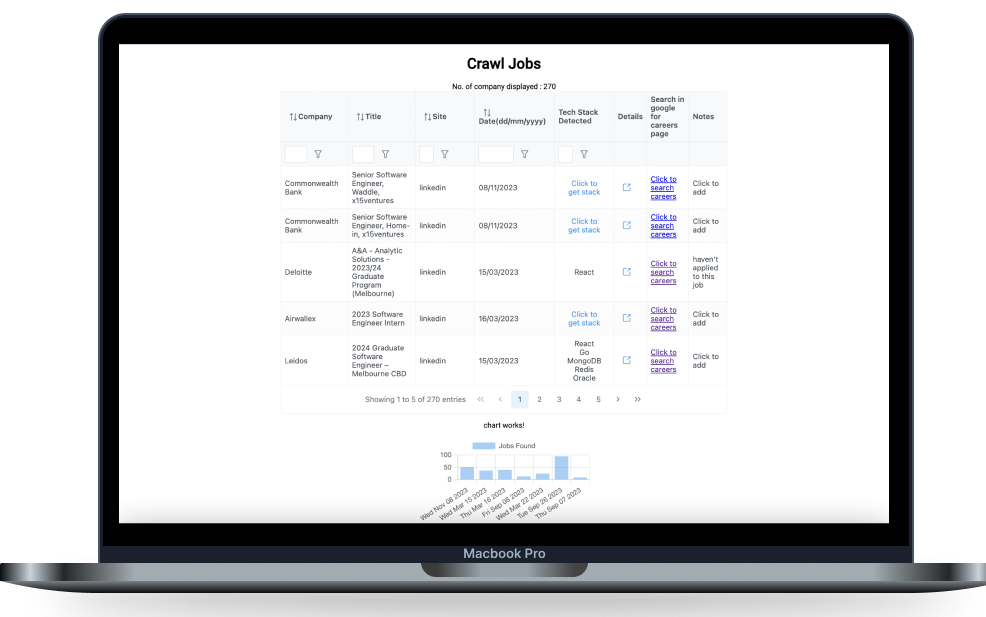 Crawl Jobs
No. of company displayed : 270
Company Title Site Date(dd/mm/yyyy) Tech Stack Detected Details Search in google for careers page Notes
Commonwealth Bank Senior Software Engineer, Waddle, x15ventures linkedin 08/11/2023 Click to get stack Click to search careers Click to add
Commonwealth Bank Senior Software Engineer, Home-in, x15ventures linkedin 08/11/2023 Click to get stack Click to search careers Click to add
Deloitte A&A - Analytic Solutions - 2023/24 Graduate Program (Melbourne) linkedin 15/03/2023 React Click to search careers haven't applied to this job
Airwallex 2023 Software Engineer Intern linkedin 16/03/2023 Click to get stack Click to search careers Click to add
Leidos 2024 Graduate Software Engineer – Melbourne CBD linkedin 15/03/2023 React Go MongoDB Redis Oracle Click to search careers Click to add
Showing 1 to 5 of 270 entries « ‹ 1 2 3 4 5 › »
chart works!
Jobs Found
100
50
0
Wed Nov 08 2023
Wed Mar 15 2023
Thu Mar 16 2023
Fri Sep 08 2023
Wed Mar 22 2023
Tue Sep 26 2023
Thu Sep 07 2023
Macbook Pro